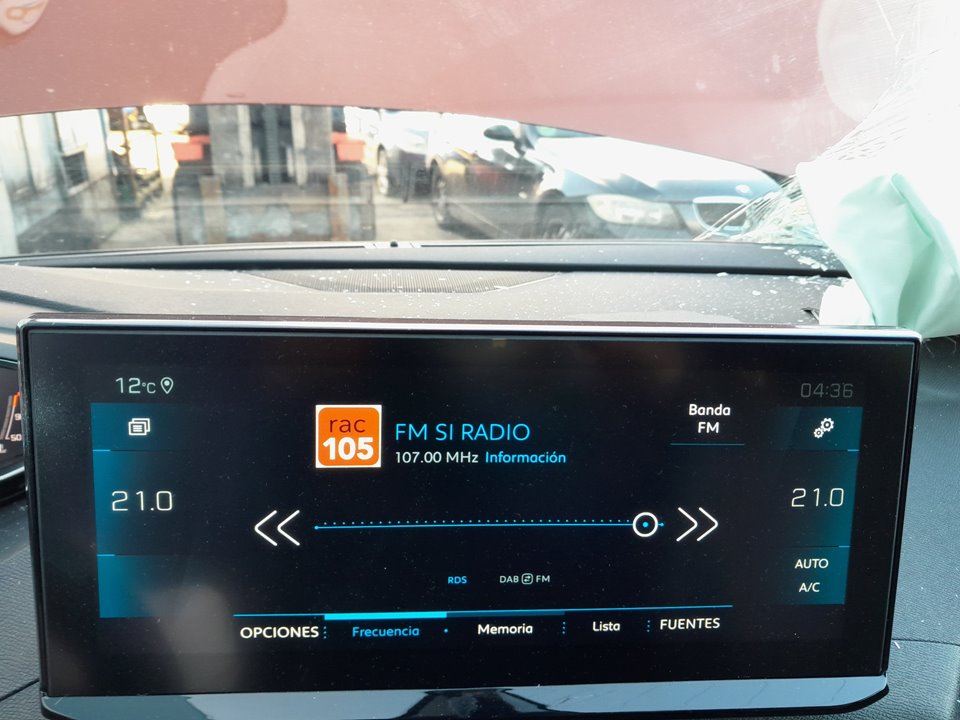 12°C
04:36
rac
105
FM SI RADIO
107.00 MHz Información
Banda
FM
21.0
21.0
RDS
DAB FM
AUTO
A/C
OPCIONES Frecuencia Memoria Lista FUENTES
50